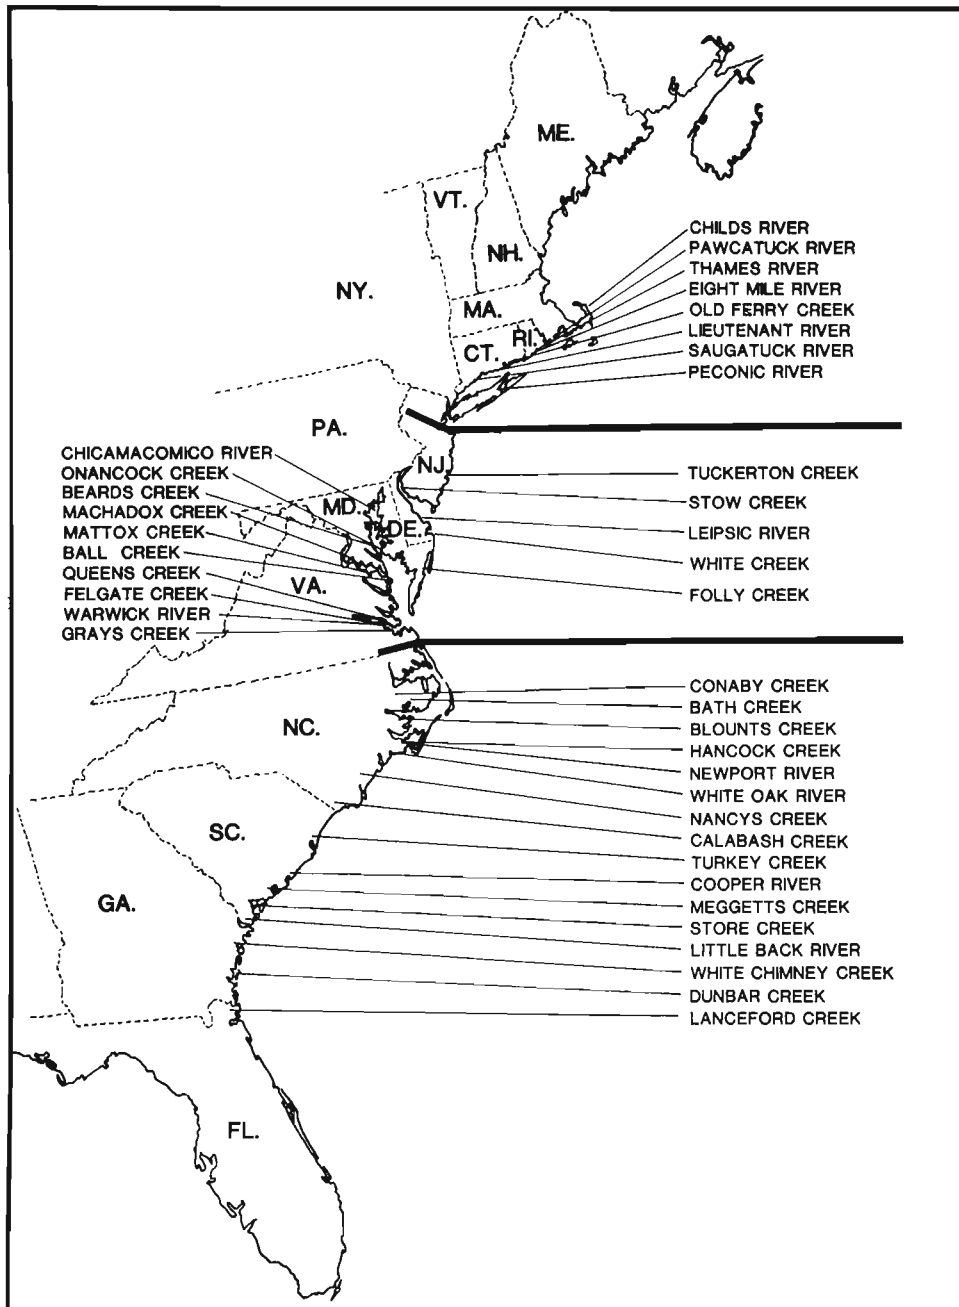 ME.
VT.
NH.
NY.
MA.
CT.
RI.
CHILDS RIVER
PAWCATUCK RIVER
THAMES RIVER
EIGHT MILE RIVER
OLD FERRY CREEK
LIEUTENANT RIVER
SAUGATUCK RIVER
PECONIC RIVER
PA.
NJ.
MD.
DE.
VA.
CHICAMACOMICO RIVER
ONANCOCK CREEK
BEARDS CREEK
MACHADOX CREEK
MATTOX CREEK
BALL CREEK
QUEENS CREEK
FELGATE CREEK
WARWICK RIVER
GRAYS CREEK
TUCKERTON CREEK
STOW CREEK
LEIPSIC RIVER
WHITE CREEK
FOLLY CREEK
NC.
SC.
GA.
FL.
CONABY CREEK
BATH CREEK
BLOUNTS CREEK
HANCOCK CREEK
NEWPORT RIVER
WHITE OAK RIVER
NANCYS CREEK
CALABASH CREEK
TURKEY CREEK
COOPER RIVER
MEGGETTS CREEK
STORE CREEK
LITTLE BACK RIVER
WHITE CHIMNEY CREEK
DUNBAR CREEK
LANCEFORD CREEK